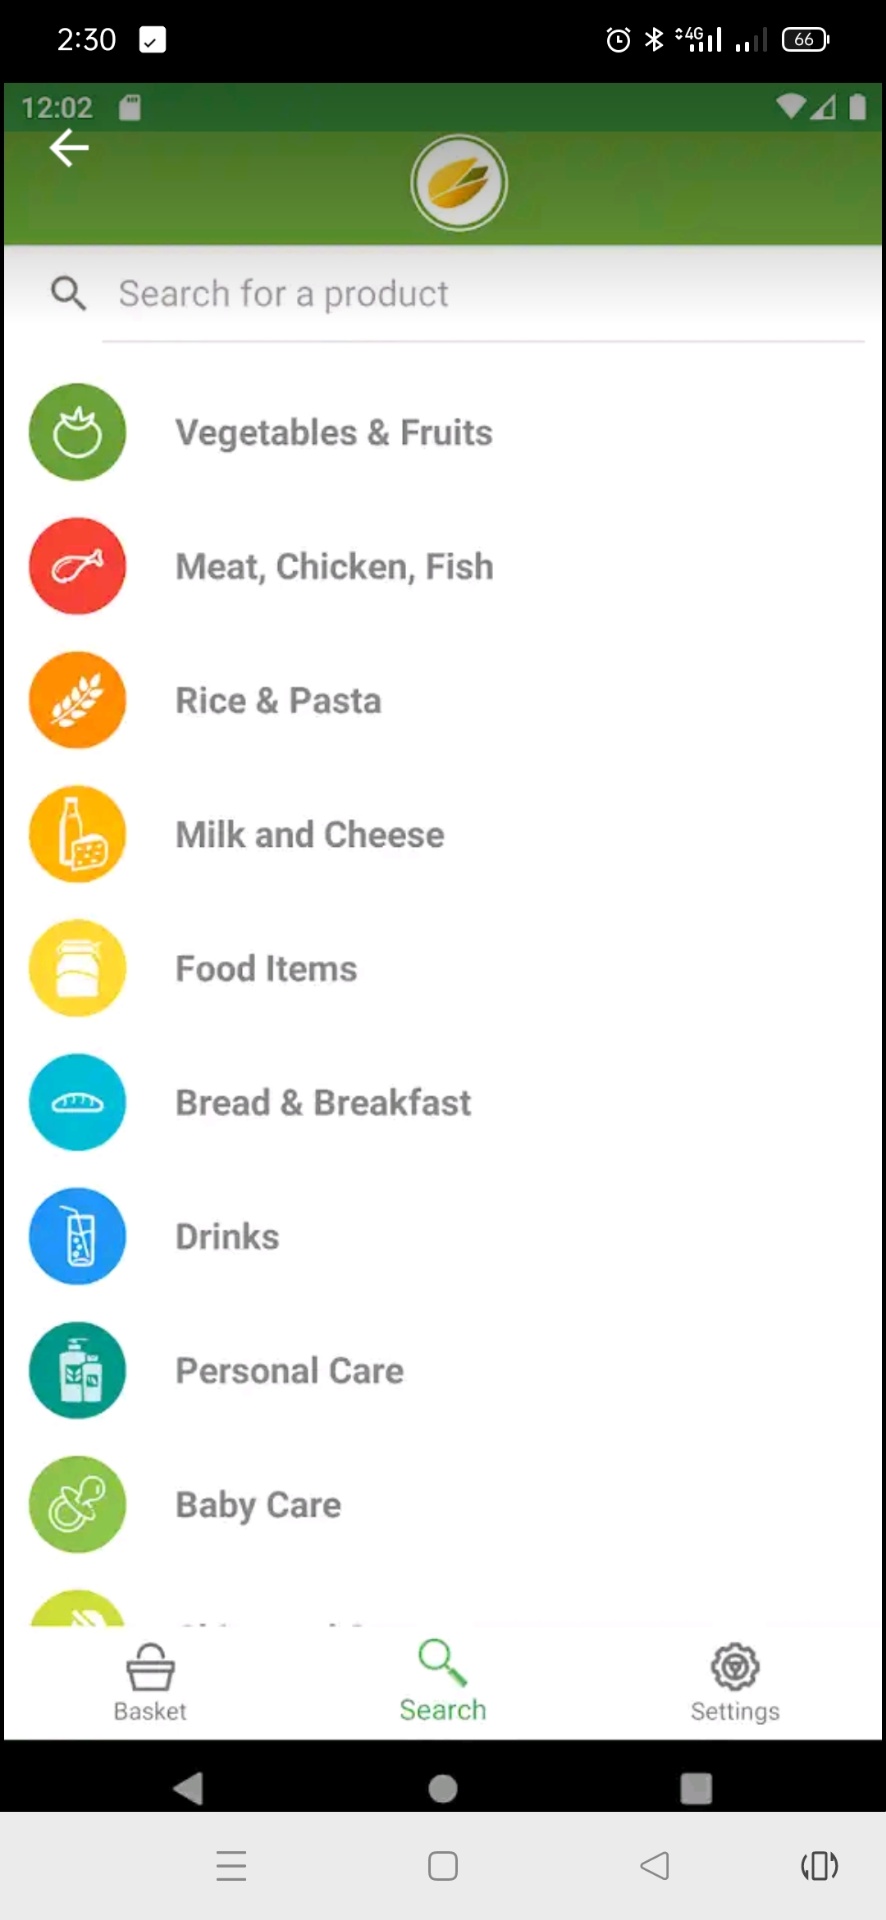 2:30
4G
66
12:02
Search for a product
Vegetables & Fruits
Meat, Chicken, Fish
Rice & Pasta
Milk and Cheese
Food Items
Bread & Breakfast
Drinks
Personal Care
Baby Care
Basket
Search
Settings